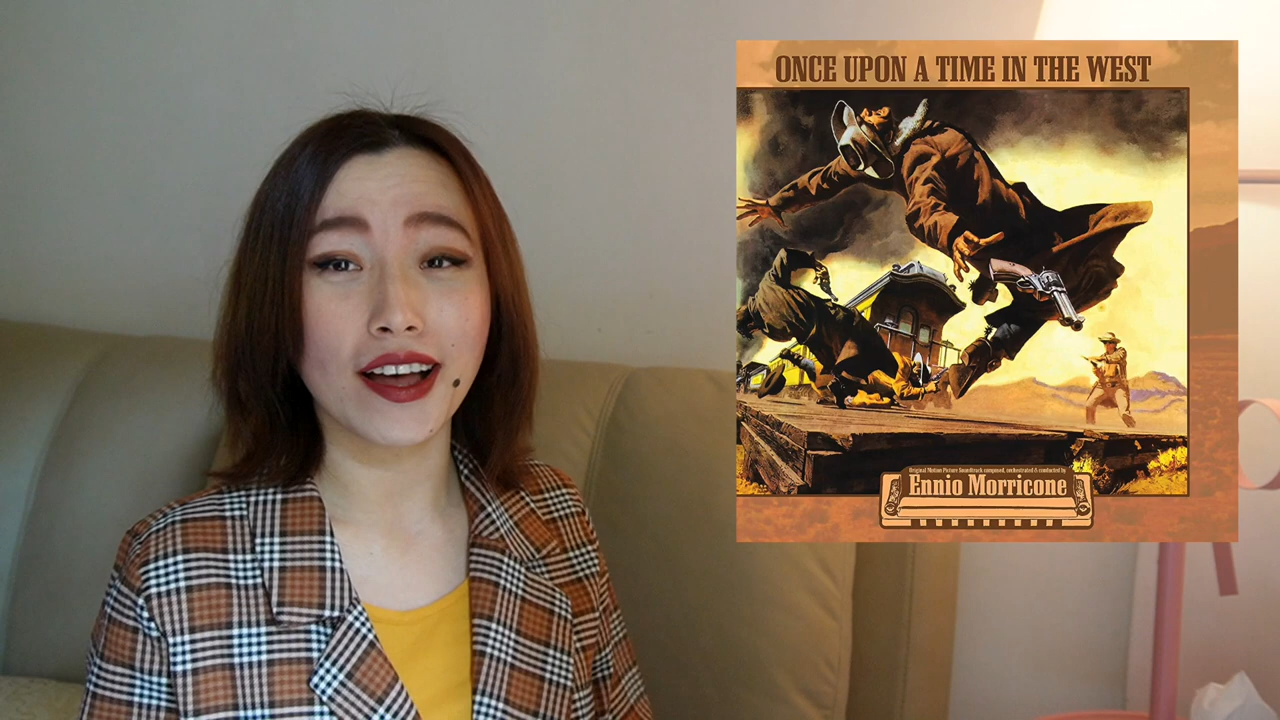 ONCE UPON A TIME IN THE WEST
Original Motion Picture Soundtrack composed, orchestrated & conducted by
Ennio Morricone